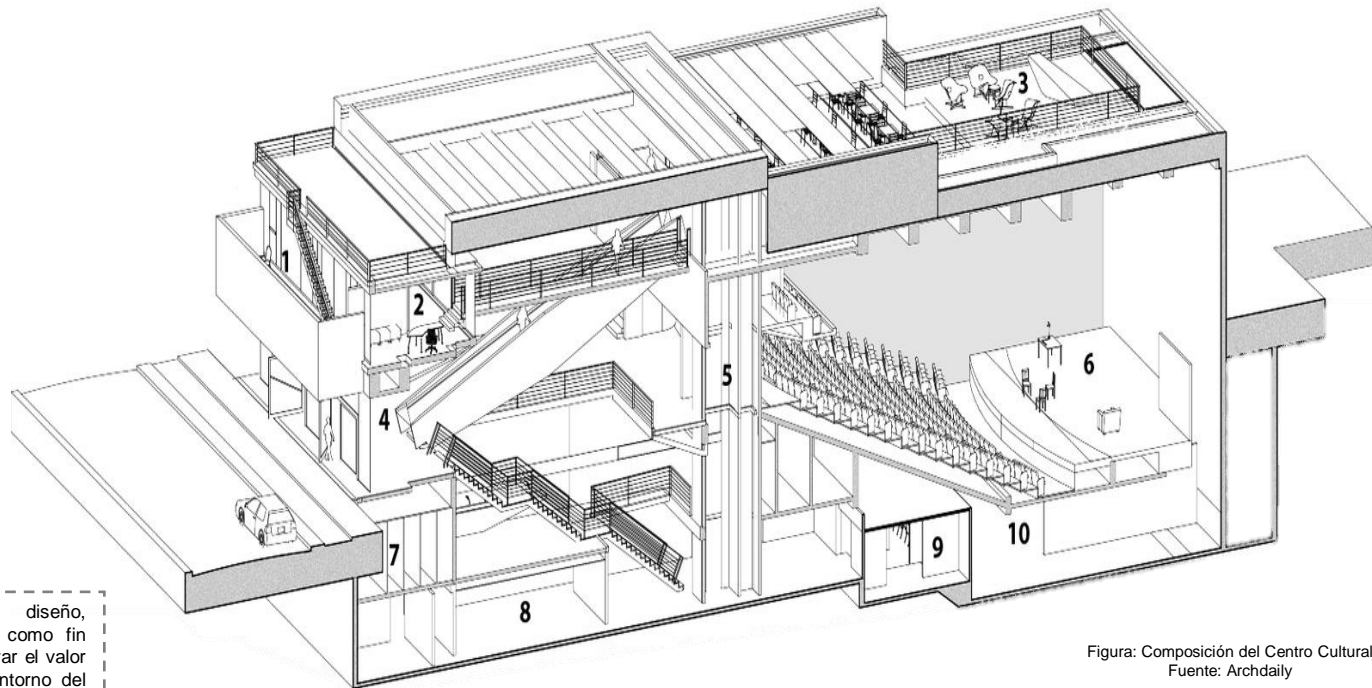 3
1
2
5
4
6
7
8
9
10
diseño,
como fin
ar el valor
ntorno del
Figura: Composición del Centro Cultural
Fuente: Archdaily